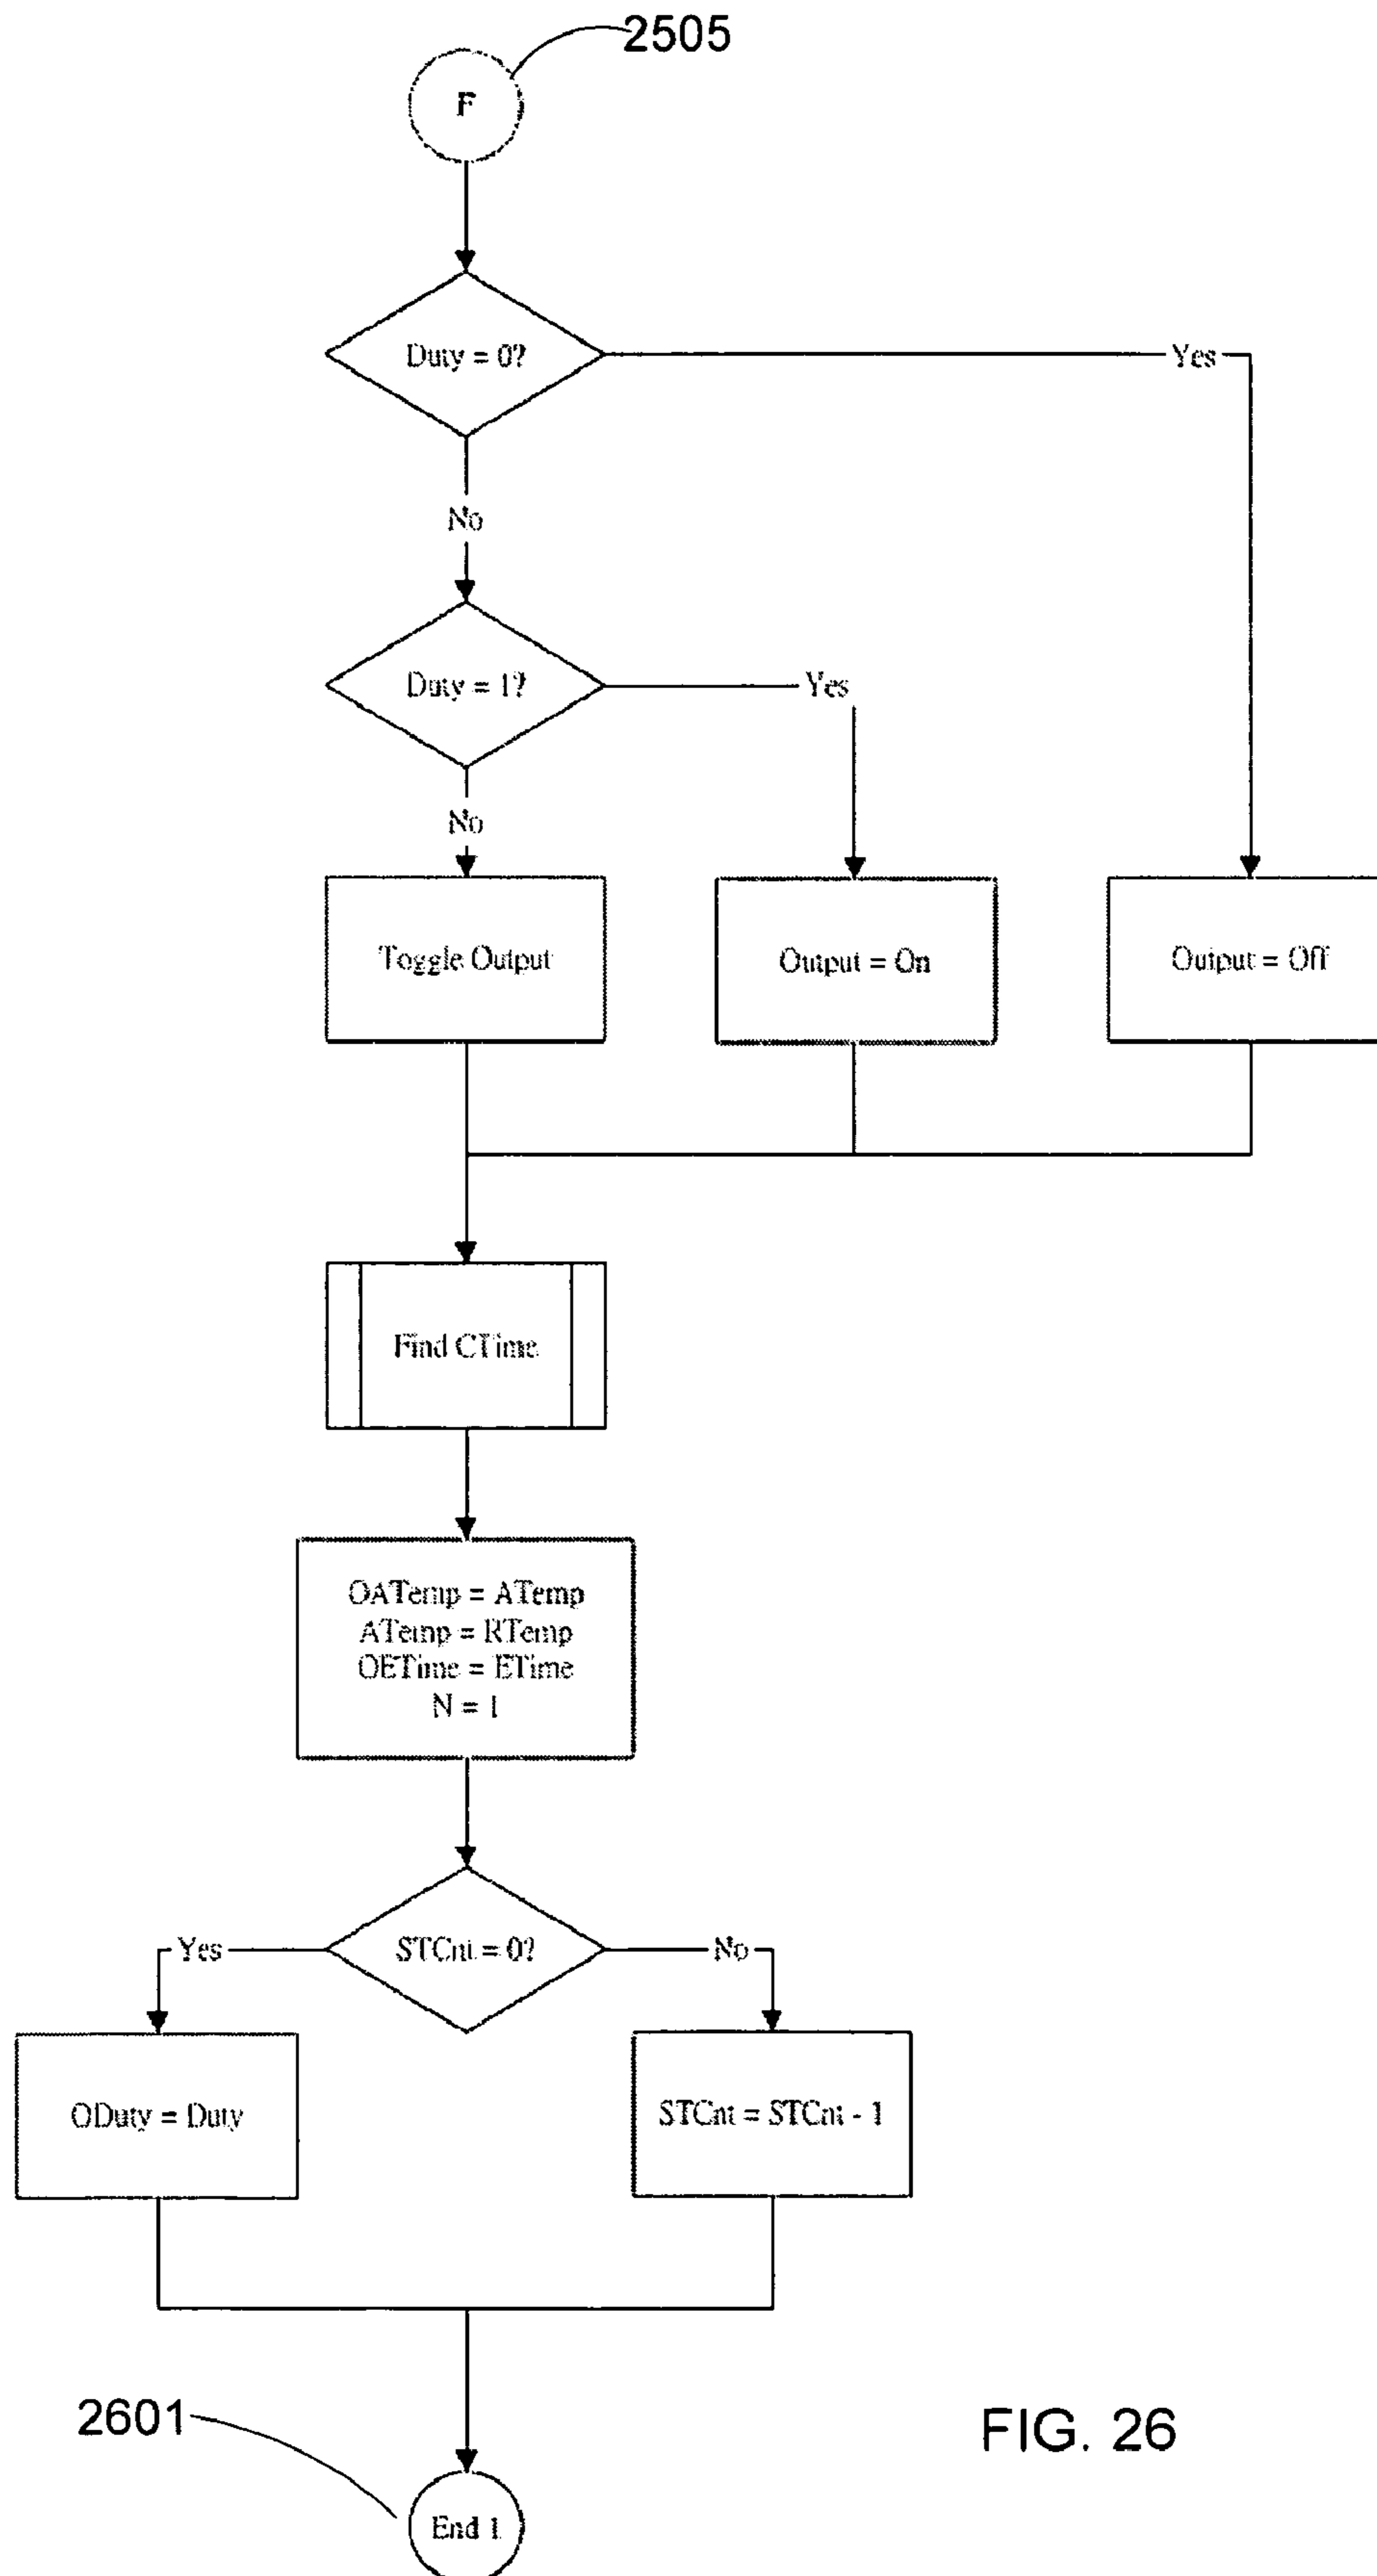 2505
F
Duty = 0?
Yes
No
Duty = 1?
Yes
No
Toggle Output
Output = On
Output = Off
Find CTime
OATemp = ATemp
ATemp = RTemp
OETime = ETime
N = 1
Yes
STCnt = 0?
No
ODuty = Duty
STCnt = STCnt - 1
2601
FIG. 26
End 1